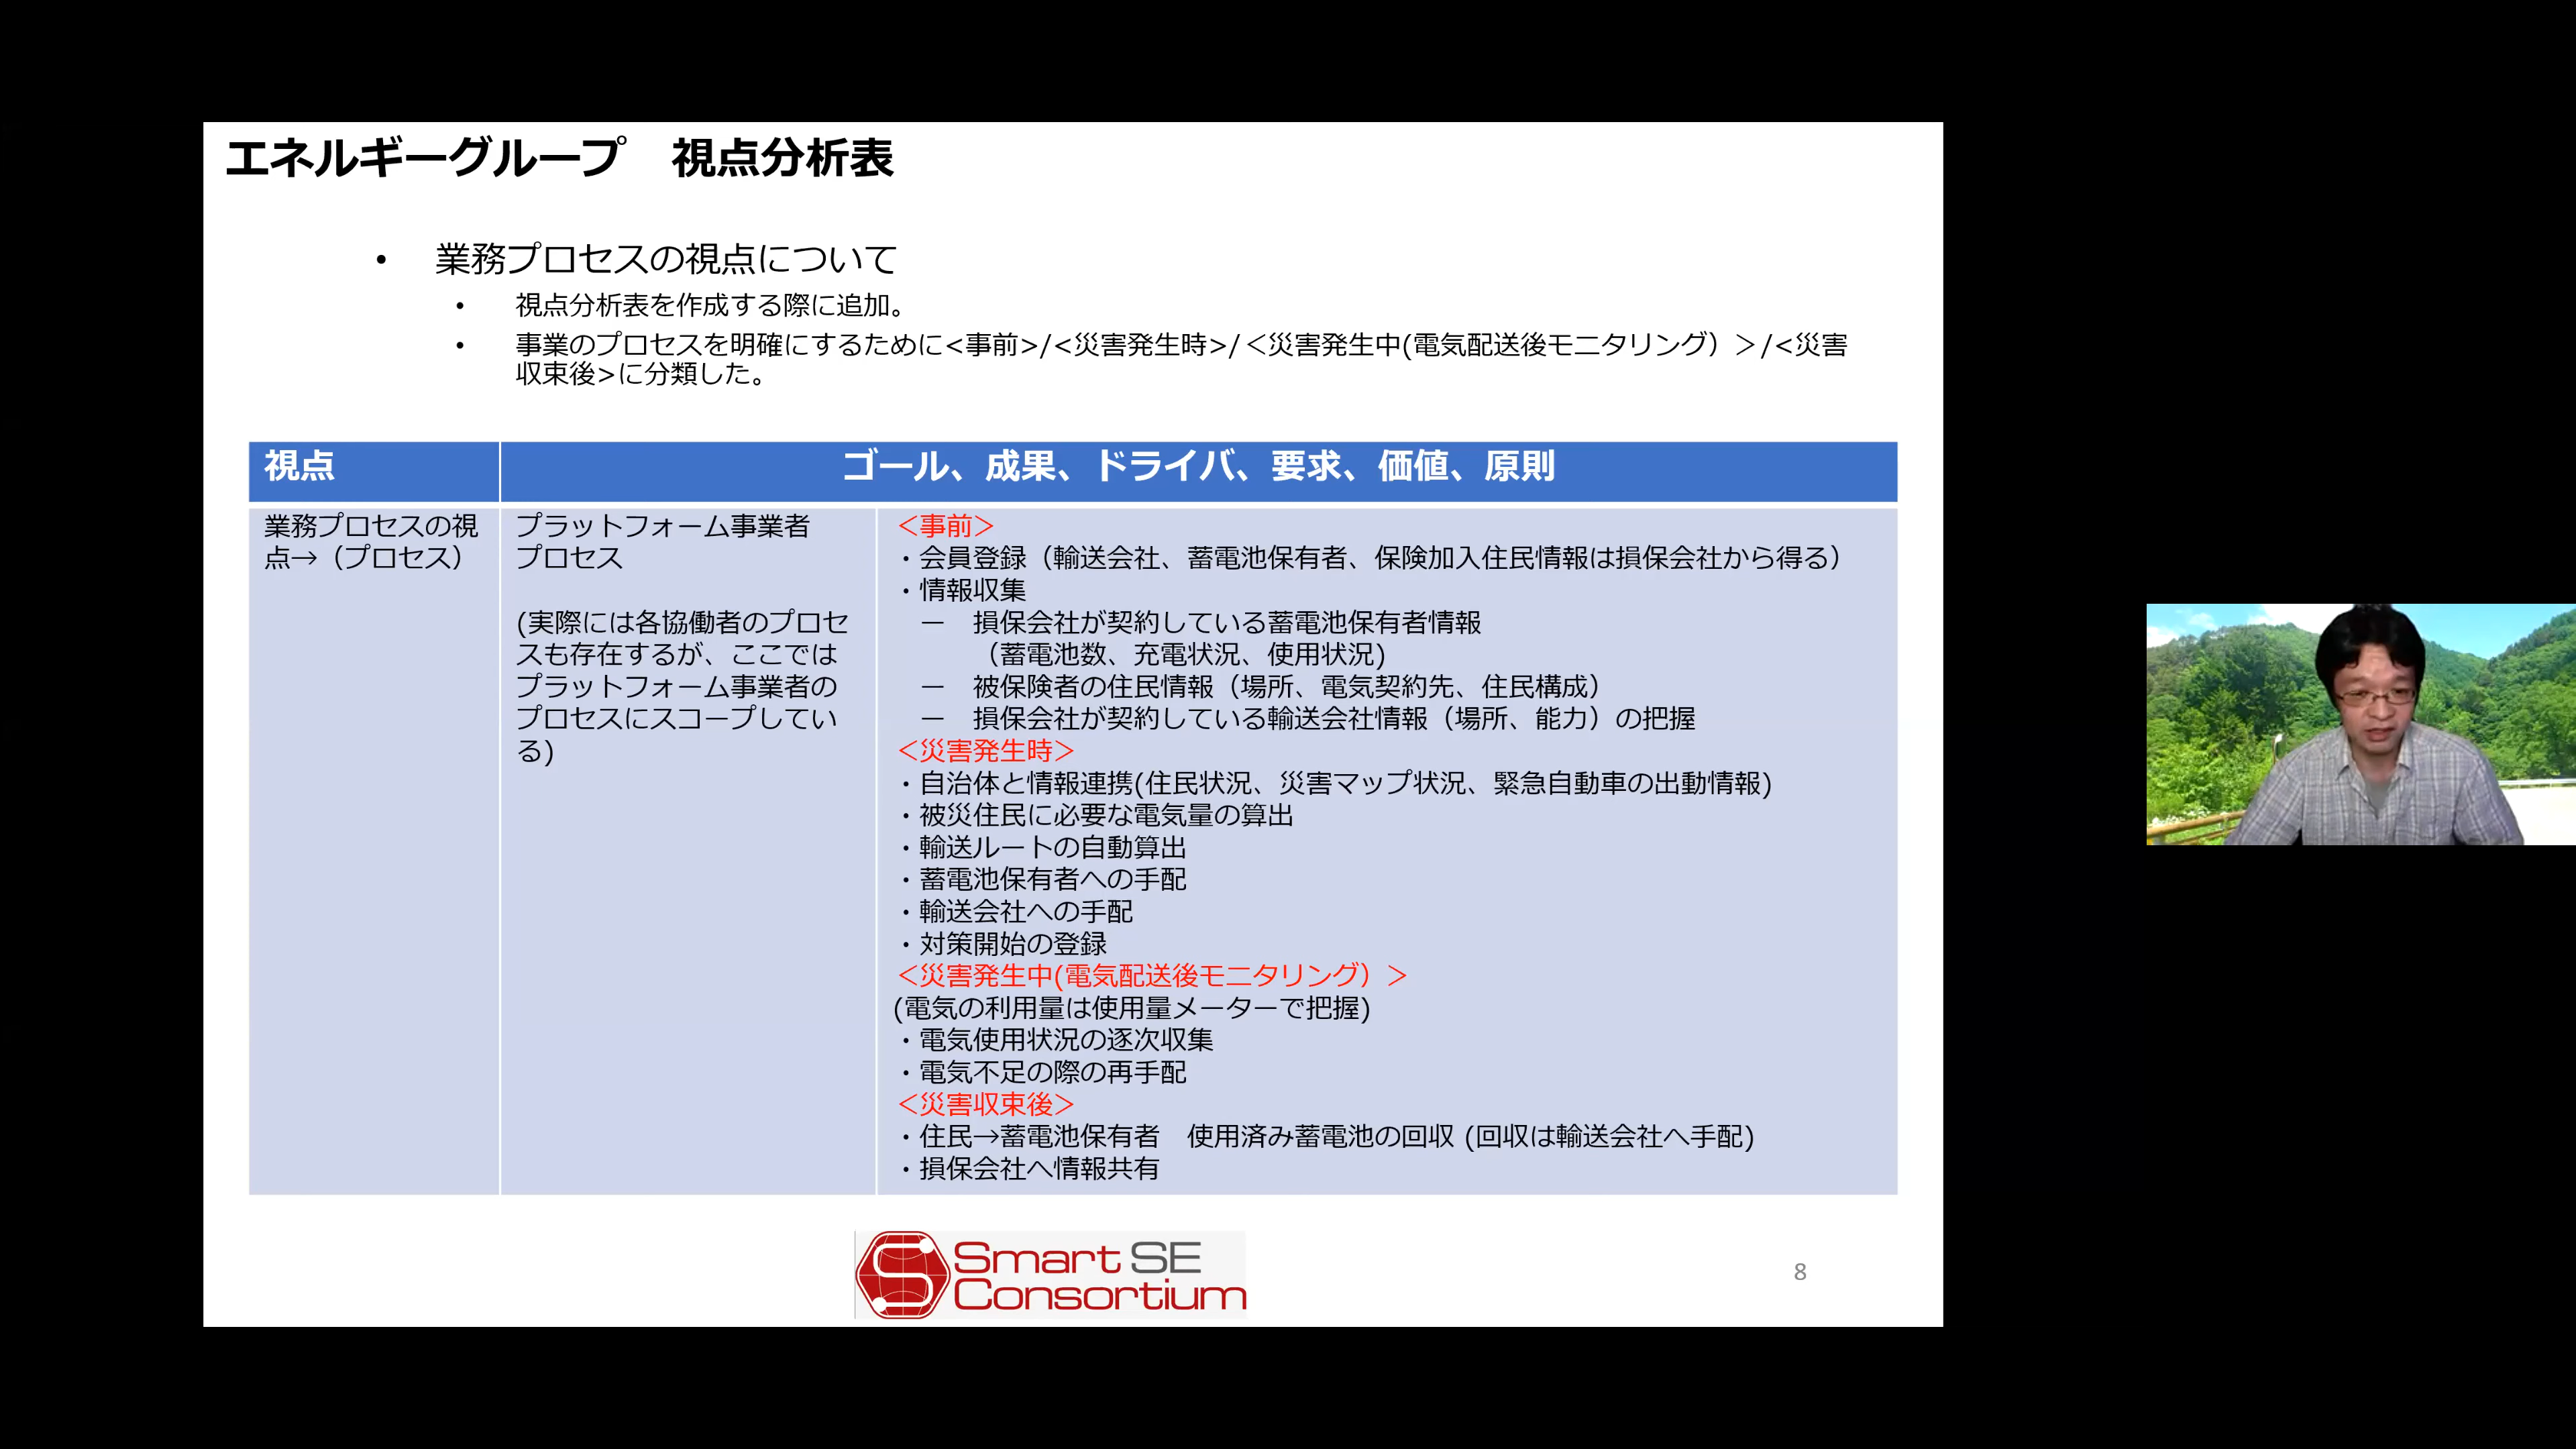 エネルギーグループ　視点分析表
• 業務プロセスの視点について
• 視点分析表を作成する際に追加。
• 事業のプロセスを明確にするために<事前>/<災害発生時>/＜災害発生中(電気配送後モニタリング）＞/<災害
収束後>に分類した。
視点
ゴール、成果、ドライバ、要求、価値、原則
業務プロセスの視
点→（プロセス）
プラットフォーム事業者
プロセス
(実際には各協働者のプロセ
スも存在するが、ここでは
プラットフォーム事業者の
プロセスにスコープしてい
る)
＜事前＞
・会員登録（輸送会社、蓄電池保有者、保険加入住民情報は損保会社から得る）
・情報収集
－　損保会社が契約している蓄電池保有者情報
（蓄電池数、充電状況、使用状況)
－　被保険者の住民情報（場所、電気契約先、住民構成）
－　損保会社が契約している輸送会社情報（場所、能力）の把握
＜災害発生時＞
・自治体と情報連携(住民状況、災害マップ状況、緊急自動車の出動情報)
・被災住民に必要な電気量の算出
・輸送ルートの自動算出
・蓄電池保有者への手配
・輸送会社への手配
・対策開始の登録
＜災害発生中(電気配送後モニタリング）＞
(電気の利用量は使用量メーターで把握)
・電気使用状況の逐次収集
・電気不足の際の再手配
＜災害収束後＞
・住民→蓄電池保有者　使用済み蓄電池の回収 (回収は輸送会社へ手配)
・損保会社へ情報共有
Smart SE
Consortium
8